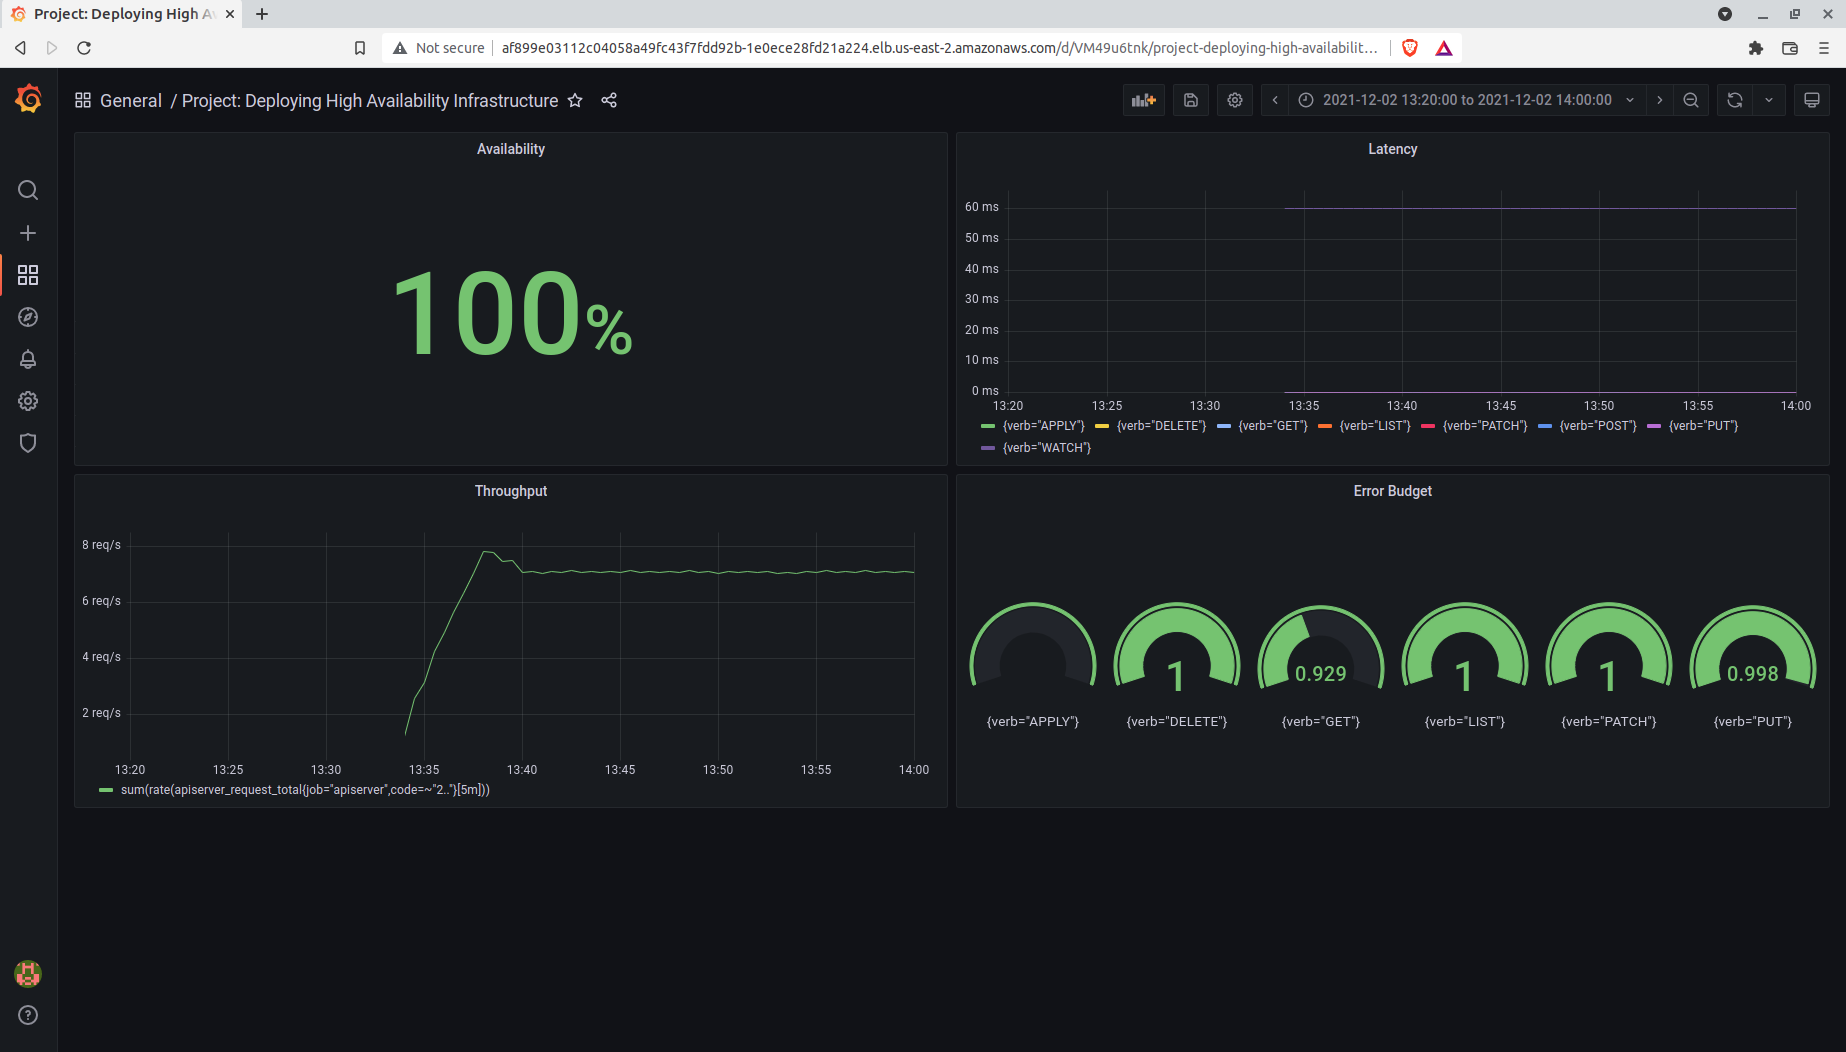 Project: Deploying High A
Not secure
af899e03112c04058a49fc43f7fdd92b-1e0ece28fd21a224.elb.us-east-2.amazonaws.com/d/VM49u6tnk/project-deploying-high-availabilit...
General / Project: Deploying High Availability Infrastructure
2021-12-02 13:20:00 to 2021-12-02 14:00:00
Availability
100%
Latency
60 ms
50 ms
40 ms
30 ms
20 ms
10 ms
0 ms
13:20 13:25 13:30 13:35 13:40 13:45 13:50 13:55 14:00
{verb="APPLY"} {verb="DELETE"} {verb="GET"} {verb="LIST"} {verb="PATCH"} {verb="POST"} {verb="PUT"}
{verb="WATCH"}
Throughput
8 req/s
6 req/s
4 req/s
2 req/s
13:20 13:25 13:30 13:35 13:40 13:45 13:50 13:55 14:00
sum(rate(apiserver_request_total{job="apiserver",code=~"2.."}[5m]))
Error Budget
1 0.929 1 1 0.998
{verb="APPLY"} {verb="DELETE"} {verb="GET"} {verb="LIST"} {verb="PATCH"} {verb="PUT"}